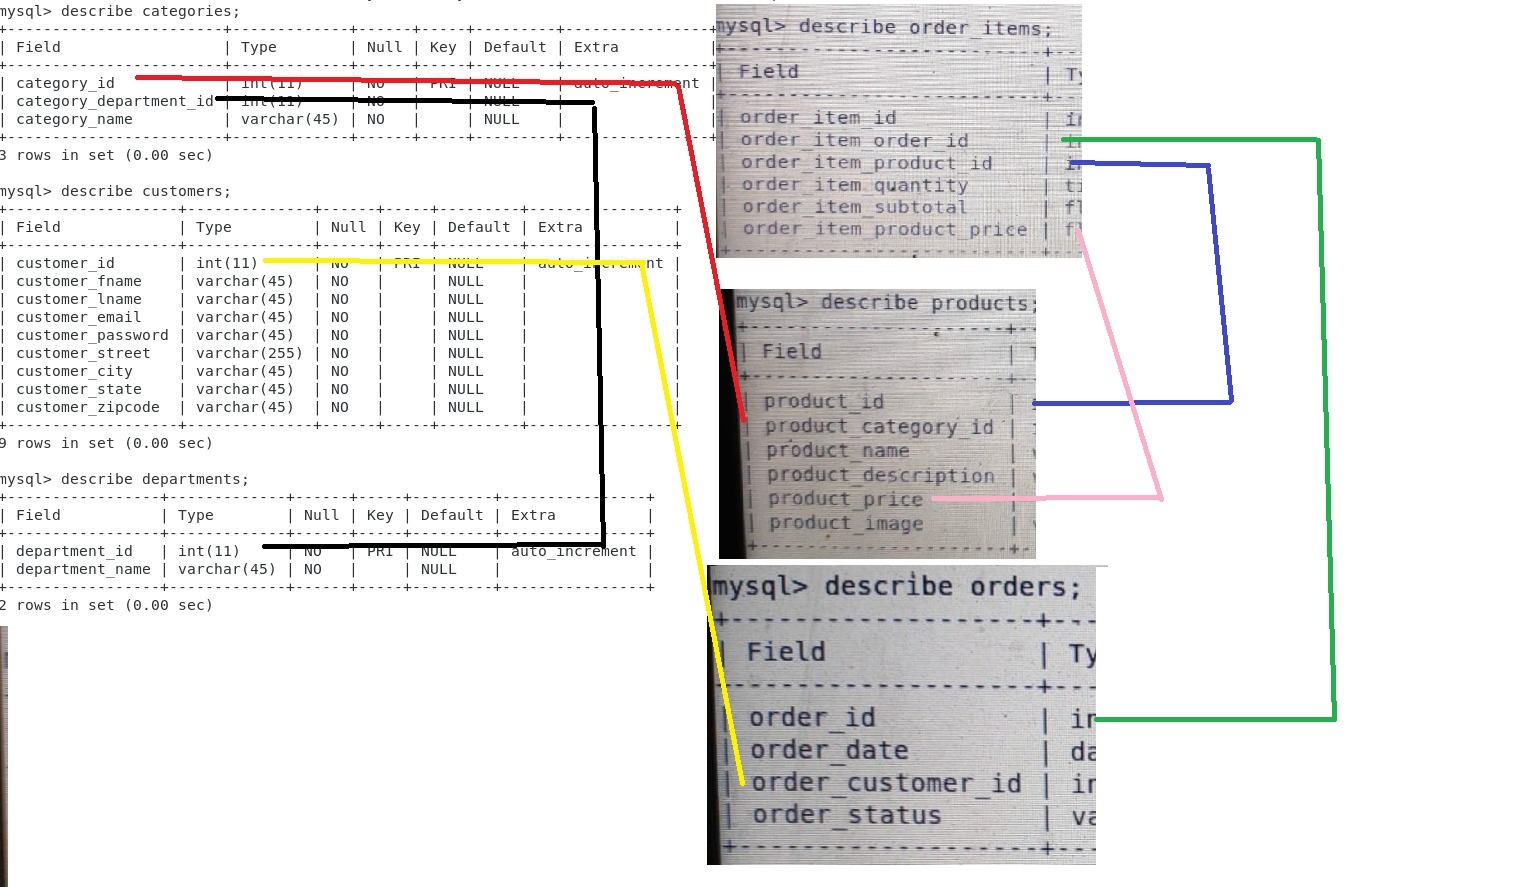 mysql> describe categories;
| Field | Type | Null | Key | Default | Extra |
| category_id | int(11) | NO | PRI | NULL | auto_increment |
| category_department_id | int(11) | NO | | NULL | |
| category_name | varchar(45) | NO | | NULL | |
3 rows in set (0.00 sec)
mysql> describe customers;
| Field | Type | Null | Key | Default | Extra |
| customer_id | int(11) | NO | PRI | NULL | auto_increment |
| customer_fname | varchar(45) | NO | | NULL | |
| customer_lname | varchar(45) | NO | | NULL | |
| customer_email | varchar(45) | NO | | NULL | |
| customer_password | varchar(45) | NO | | NULL | |
| customer_street | varchar(255) | NO | | NULL | |
| customer_city | varchar(45) | NO | | NULL | |
| customer_state | varchar(45) | NO | | NULL | |
| customer_zipcode | varchar(45) | NO | | NULL | |
9 rows in set (0.00 sec)
mysql> describe departments;
| Field | Type | Null | Key | Default | Extra |
| department_id | int(11) | NO | PRI | NULL | auto_increment |
| department_name | varchar(45) | NO | | NULL | |
2 rows in set (0.00 sec)
mysql> describe order_items;
| Field | Ty
| order_item_id |
| order_item_order_id |
| order_item_product_id |
| order_item_quantity |
| order_item_subtotal | fl
| order_item_product_price |
mysql> describe products;
| Field |
| product_id |
| product_category_id |
| product_name |
| product_description |
| product_price |
| product_image |
mysql> describe orders;
| Field | Ty
| order_id | in
| order_date | da
| order_customer_id | in
| order_status | va